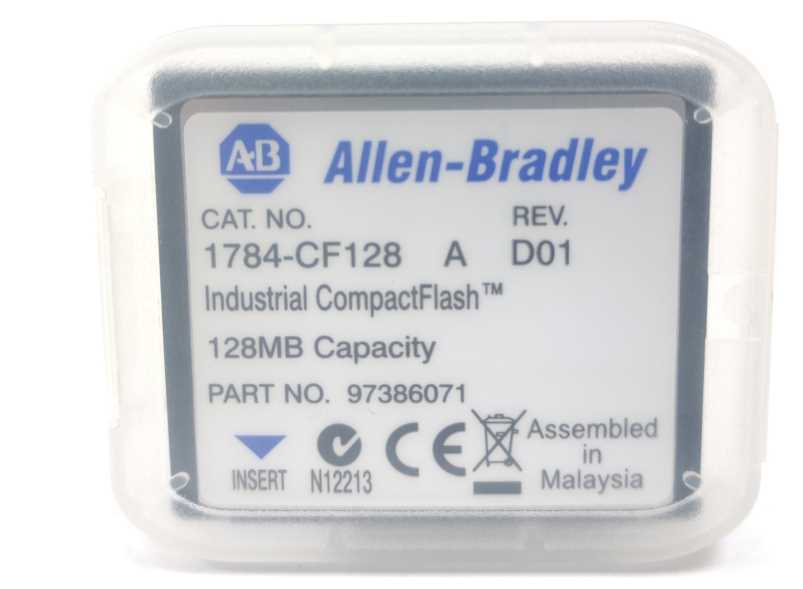 AB Allen-Bradley
CAT. NO. REV.
1784-CF128 A D01
Industrial CompactFlash™
128MB Capacity
PART NO. 97386071
INSERT
N12213
CE
Assembled
in
Malaysia